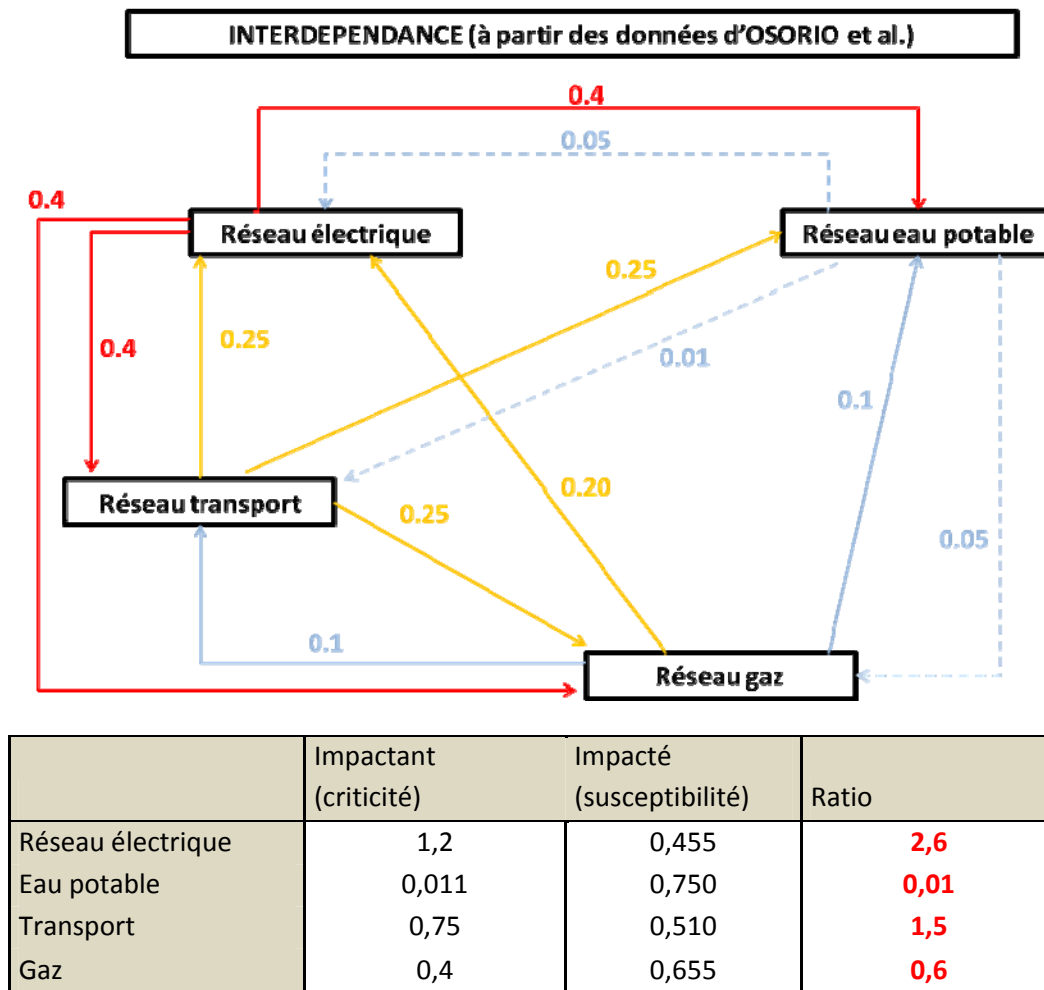 INTERDEPENDANCE (à partir des données d'OSORIO et al.)
0.4
0.05
0.4
Réseau électrique
Réseau eau potable
0.25
0.25
0.4
0.01
0.1
0.20
Réseau transport
0.25
0.05
0.1
Réseau gaz
Impactant (criticité) Impacté (susceptibilité) Ratio
Réseau électrique 1,2 0,455 2,6
Eau potable 0,011 0,750 0,01
Transport 0,75 0,510 1,5
Gaz 0,4 0,655 0,6